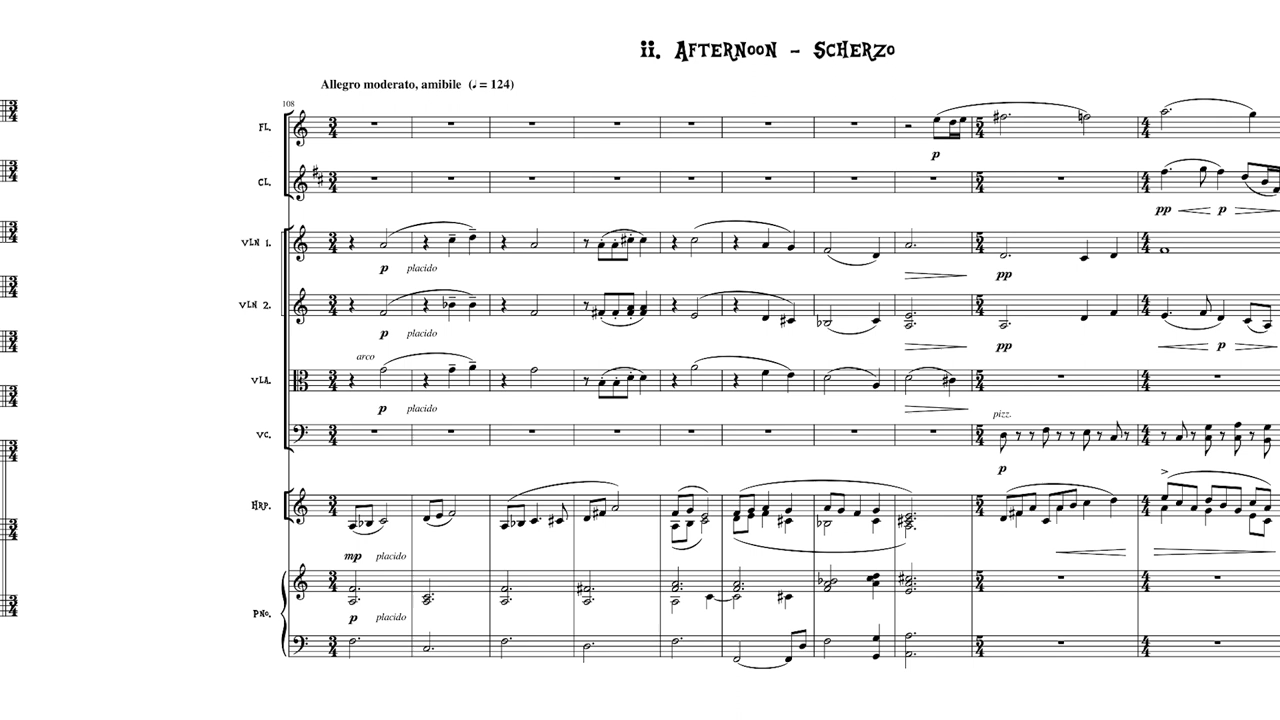 ii. Afternoon - Scherzo
Allegro moderato, amibile (♩ = 124)
108
Fl.
p
Cl.
pp p
Vln 1.
p placido pp
Vln 2.
p placido pp p
arco
Vla.
p placido
pizz.
Vc.
p
Hrp.
mp placido
Pno.
p placido